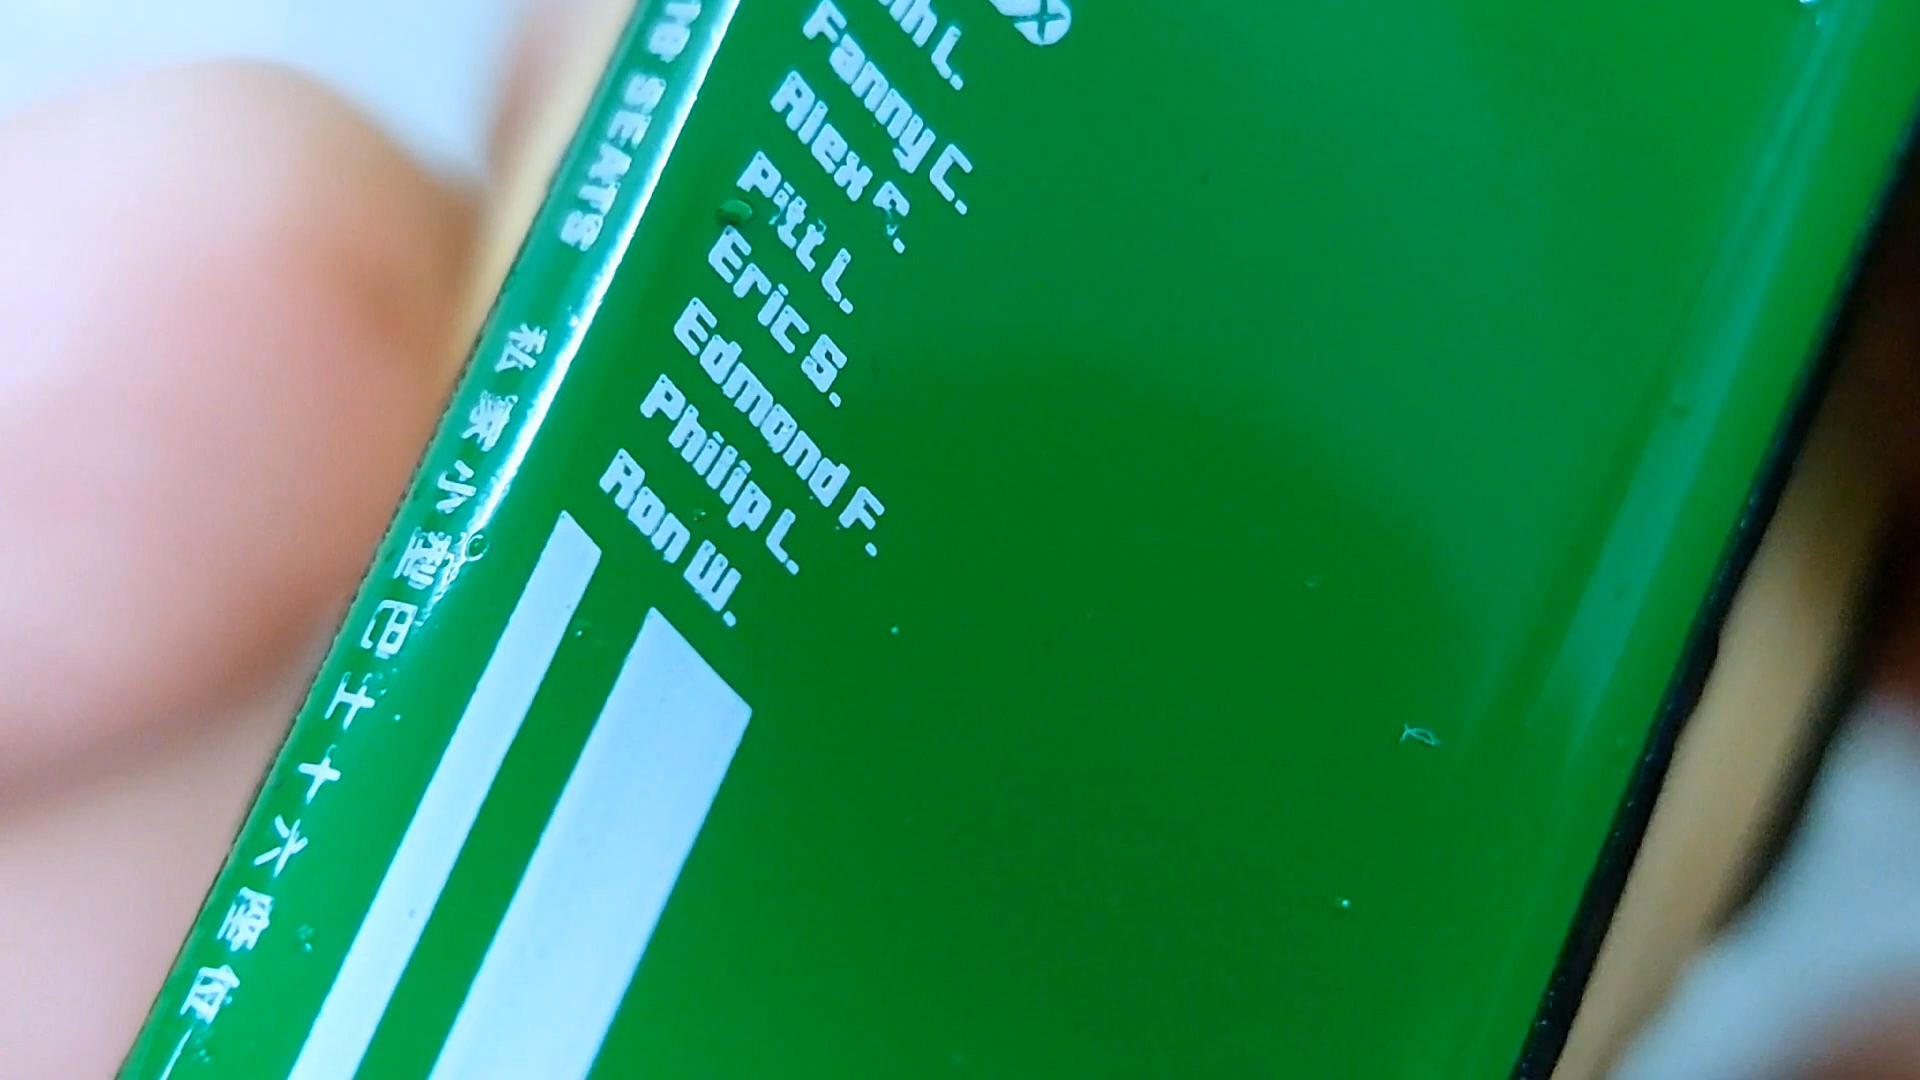 SEATS
私家小型巴士十六座位
L.
Fanny C.
Alex
Pitt L.
Eric S.
Edmond F.
Philip L.
Ron W.